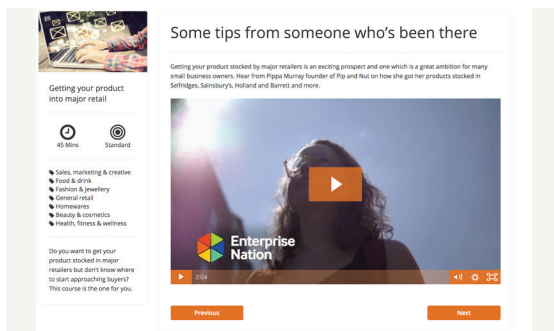 Getting your product
into major retail
45 Mins
Standard
Sales, marketing & creative
Food & drink
Fashion & jewellery
General retail
Homewares
Beauty & cosmetics
Health, fitness & wellness
Do you want to get your
product stocked in major
retailers but don't know where
to start approaching buyers?
This course is the one for you.
Some tips from someone who's been there
Getting your product stocked by major retailers is an exciting prospect and one which is a great ambition for many
small business owners. Hear from Pippa Murray founder of Pip and Nut on how she got her products stocked in
Selfridges, Sainsbury's, Holland and Barrett and more.
Enterprise
Nation
2:04
Previous
Next